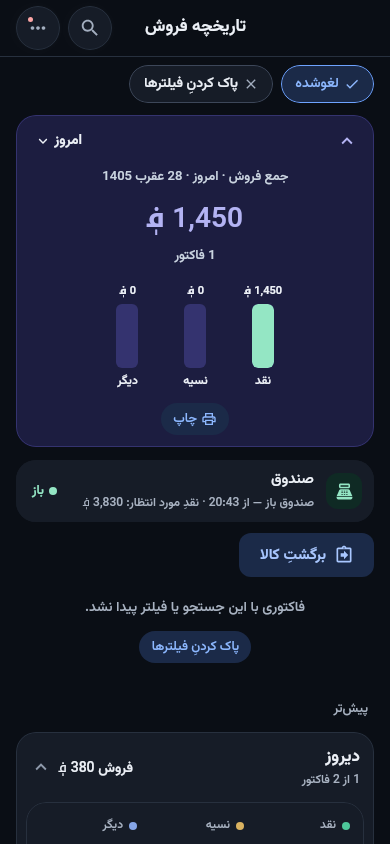 تاریخچه فروش
لغوشده
پاک کردنِ فیلترها
امروز
جمع فروش · امروز · 28 عقرب 1405
1,450 ؋
1 فاکتور
1,450 ؋
0 ؋
0 ؋
نقد
نسیه
دیگر
چاپ
صندوق
صندوق باز — از 20:43 · نقدِ مورد انتظار: 3,830 ؋
باز
برگشتِ کالا
فاکتوری با این جستجو یا فیلتر پیدا نشد.
پاک کردنِ فیلترها
پیش‌تر
دیروز
1 از 2 فاکتور
فروش 380 ؋
نقد
نسیه
دیگر